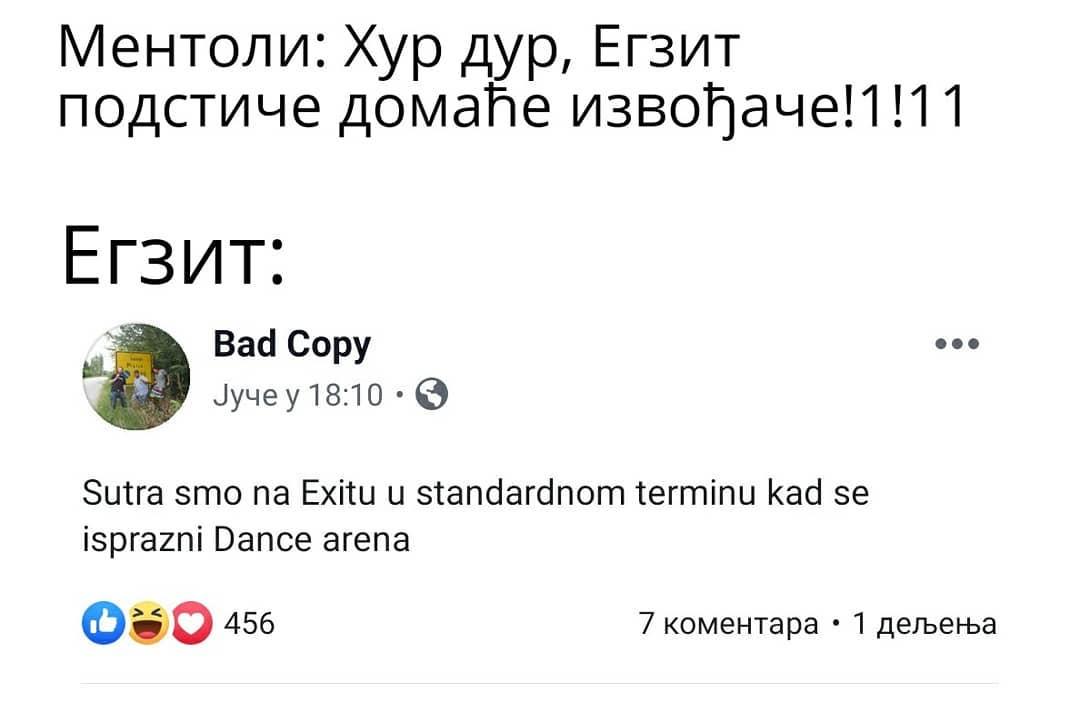 Ментоли: Хур дур, Егзит
подстиче домаће извођаче!1!11
Егзит:
Bad Copy
Јуче у 18:10 •
Sutra smo na Exitu u standardnom terminu kad se
isprazni Dance arena
456
7 коментара • 1 дељења